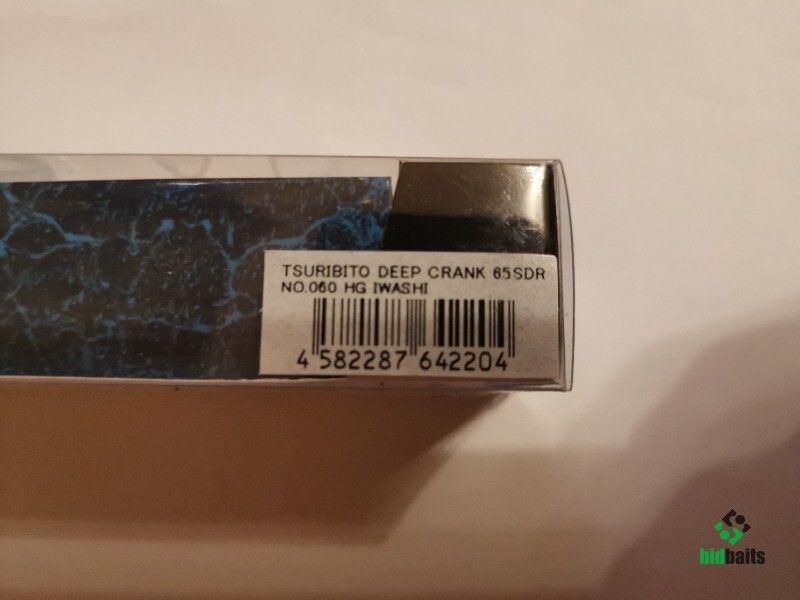 TSURIBITO DEEP CRANK 65SDR
NO.060 HG IWASHI
4 582287 642204
bidbaits